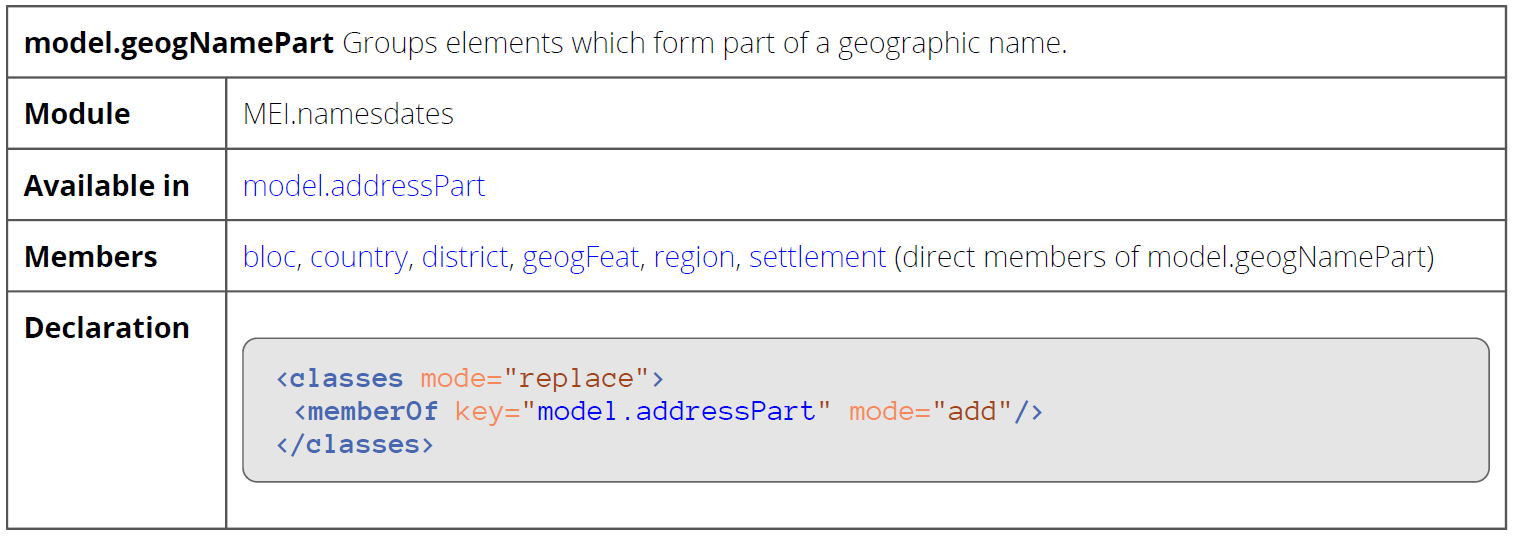 model.geogNamePart Groups elements which form part of a geographic name.
Module MEI.namesdates
Available in model.addressPart
Members bloc, country, district, geogFeat, region, settlement (direct members of model.geogNamePart)
Declaration
<classes mode="replace">
<memberOf key="model.addressPart" mode="add"/>
</classes>